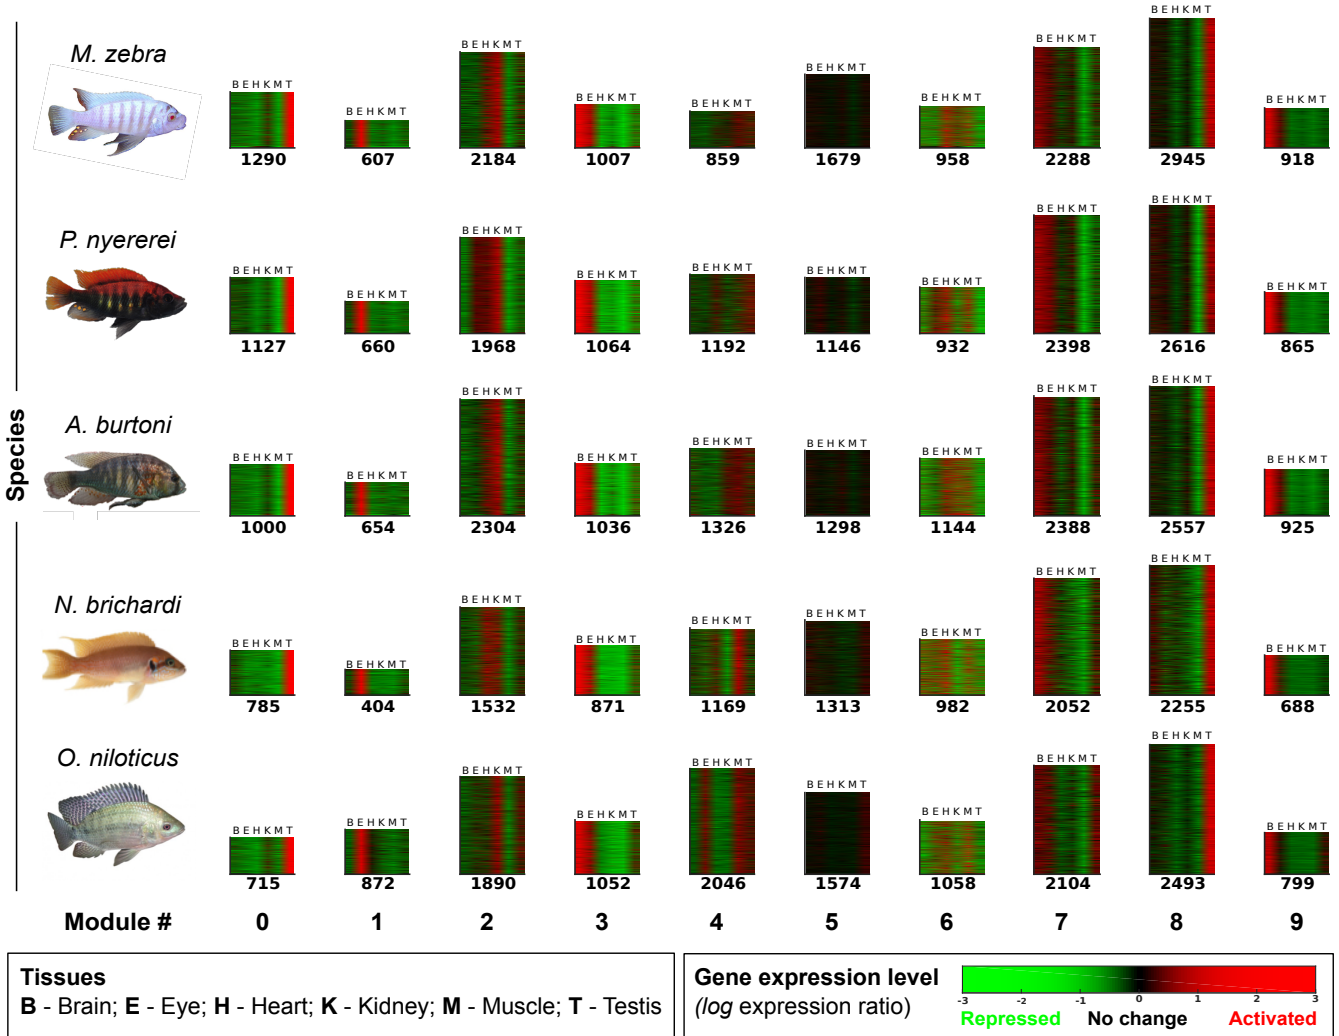 Species
M. zebra
B E H K M T B E H K M T B E H K M T B E H K M T B E H K M T B E H K M T B E H K M T B E H K M T B E H K M T B E H K M T
1290 607 2184 1007 859 1679 958 2288 2945 918
P. nyererei
B E H K M T B E H K M T B E H K M T B E H K M T B E H K M T B E H K M T B E H K M T B E H K M T B E H K M T B E H K M T
1127 660 1968 1064 1192 1146 932 2398 2616 865
A. burtoni
B E H K M T B E H K M T B E H K M T B E H K M T B E H K M T B E H K M T B E H K M T B E H K M T B E H K M T B E H K M T
1000 654 2304 1036 1326 1298 1144 2388 2557 925
N. brichardi
B E H K M T B E H K M T B E H K M T B E H K M T B E H K M T B E H K M T B E H K M T B E H K M T B E H K M T B E H K M T
785 404 1532 871 1169 1313 982 2052 2255 688
O. niloticus
B E H K M T B E H K M T B E H K M T B E H K M T B E H K M T B E H K M T B E H K M T B E H K M T B E H K M T B E H K M T
715 872 1890 1052 2046 1574 1058 2104 2493 799
Module # 0 1 2 3 4 5 6 7 8 9
Tissues
B - Brain; E - Eye; H - Heart; K - Kidney; M - Muscle; T - Testis
Gene expression level
(log expression ratio)
-3 -2 -1 0 1 2 3
Repressed No change Activated